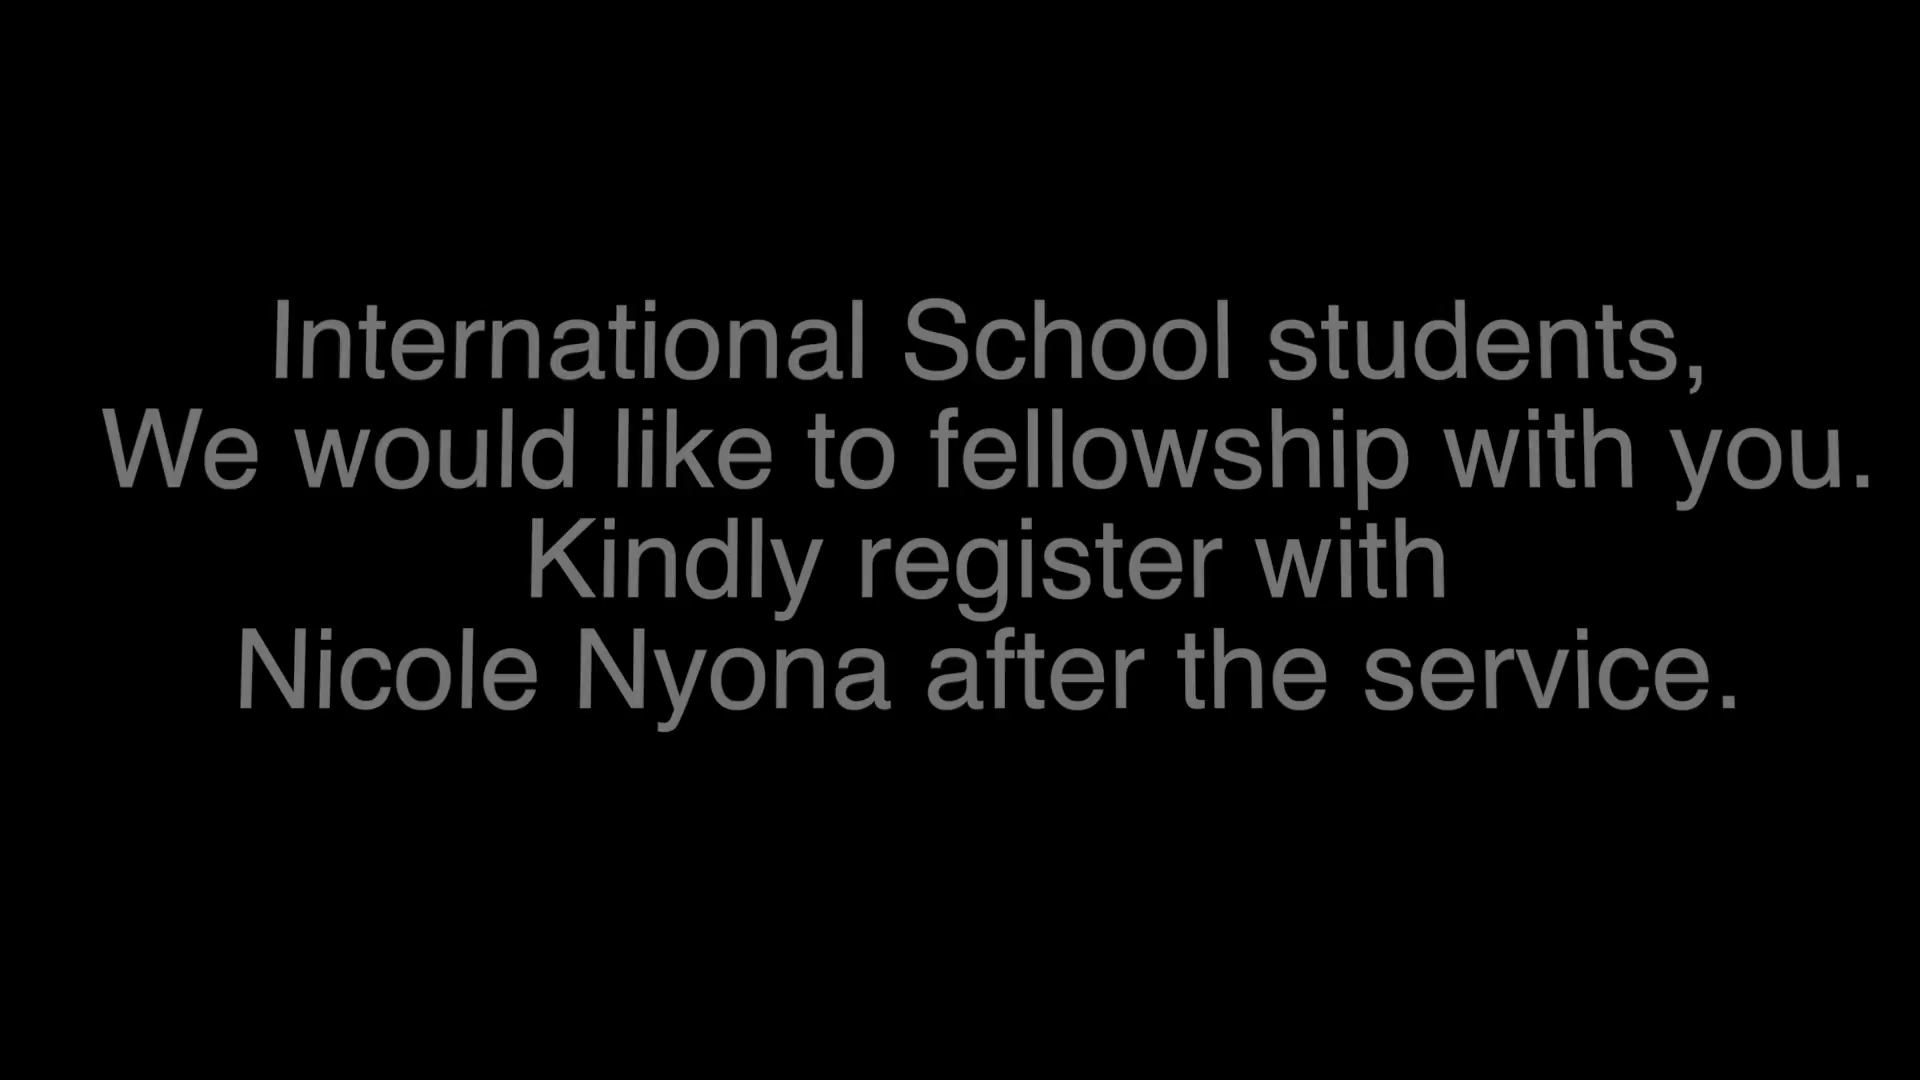 International School students,
We would like to fellowship with you.
Kindly register with
Nicole Nyona after the service.